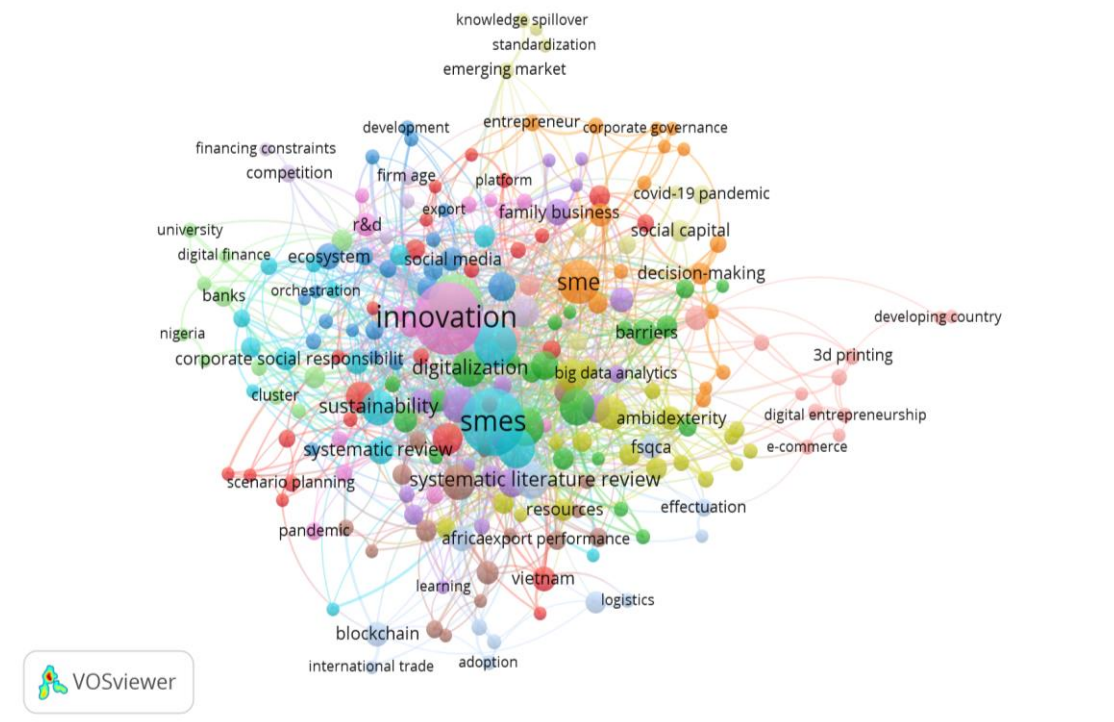 knowledge spillover
standardization
emerging market
development
entrepreneur
corporate governance
financing constraints
competition
firm age
platform
covid-19 pandemic
export
family business
r&d
social capital
university
digital finance
ecosystem
social media
decision-making
sme
orchestration
banks
innovation
developing country
nigeria
barriers
corporate social responsibilit
3d printing
digitalization
big data analytics
cluster
sustainability
smes
ambidexterity
digital entrepreneurship
systematic review
fsqca
e-commerce
scenario planning
systematic literature review
resources
effectuation
pandemic
africa
export performance
learning
vietnam
logistics
blockchain
international trade
adoption
VOSviewer